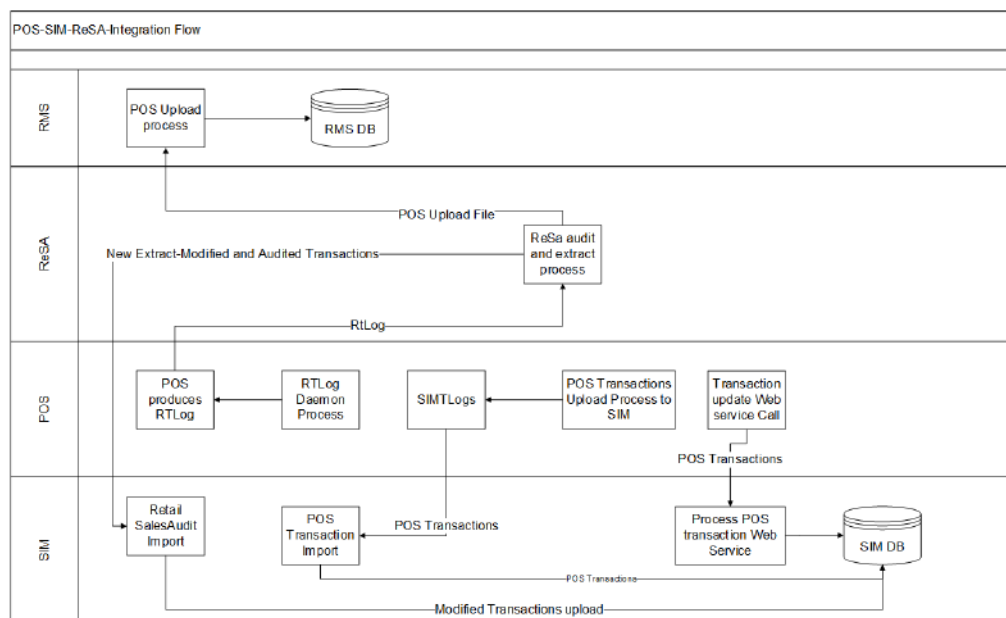 POS-SIM-ReSA-Integration Flow
RMS
POS Upload
process
RMS DB
ReSA
POS Upload File
New Extract-Modified and Audited Transactions
ReSa audit
and extract
process
RtLog
POS
POS
produces
RTLog
RTLog
Daemon
Process
SIMTLogs
POS Transactions
Upload Process to
SIM
Transaction
update Web
service Call
POS Transactions
SIM
Retail
SalesAudit
Import
POS
Transaction
Import
POS Transactions
Process POS
transaction Web
Service
SIM DB
POS Transactions
Modified Transactions upload